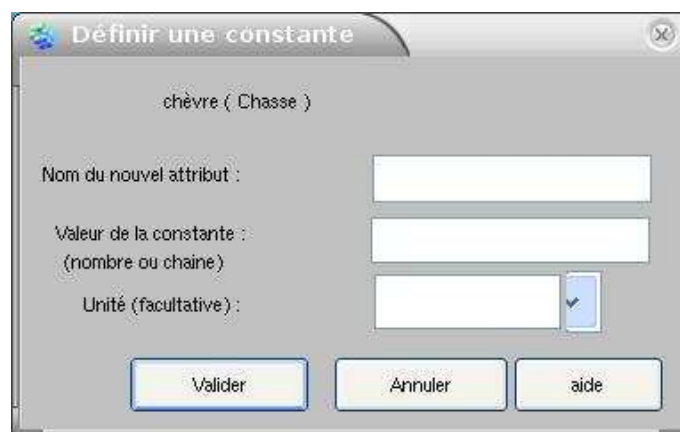 Définir une constante
chèvre ( Chasse )
Nom du nouvel attribut :
Valeur de la constante :
(nombre ou chaine)
Unité (facultative) :
Valider
Annuler
aide